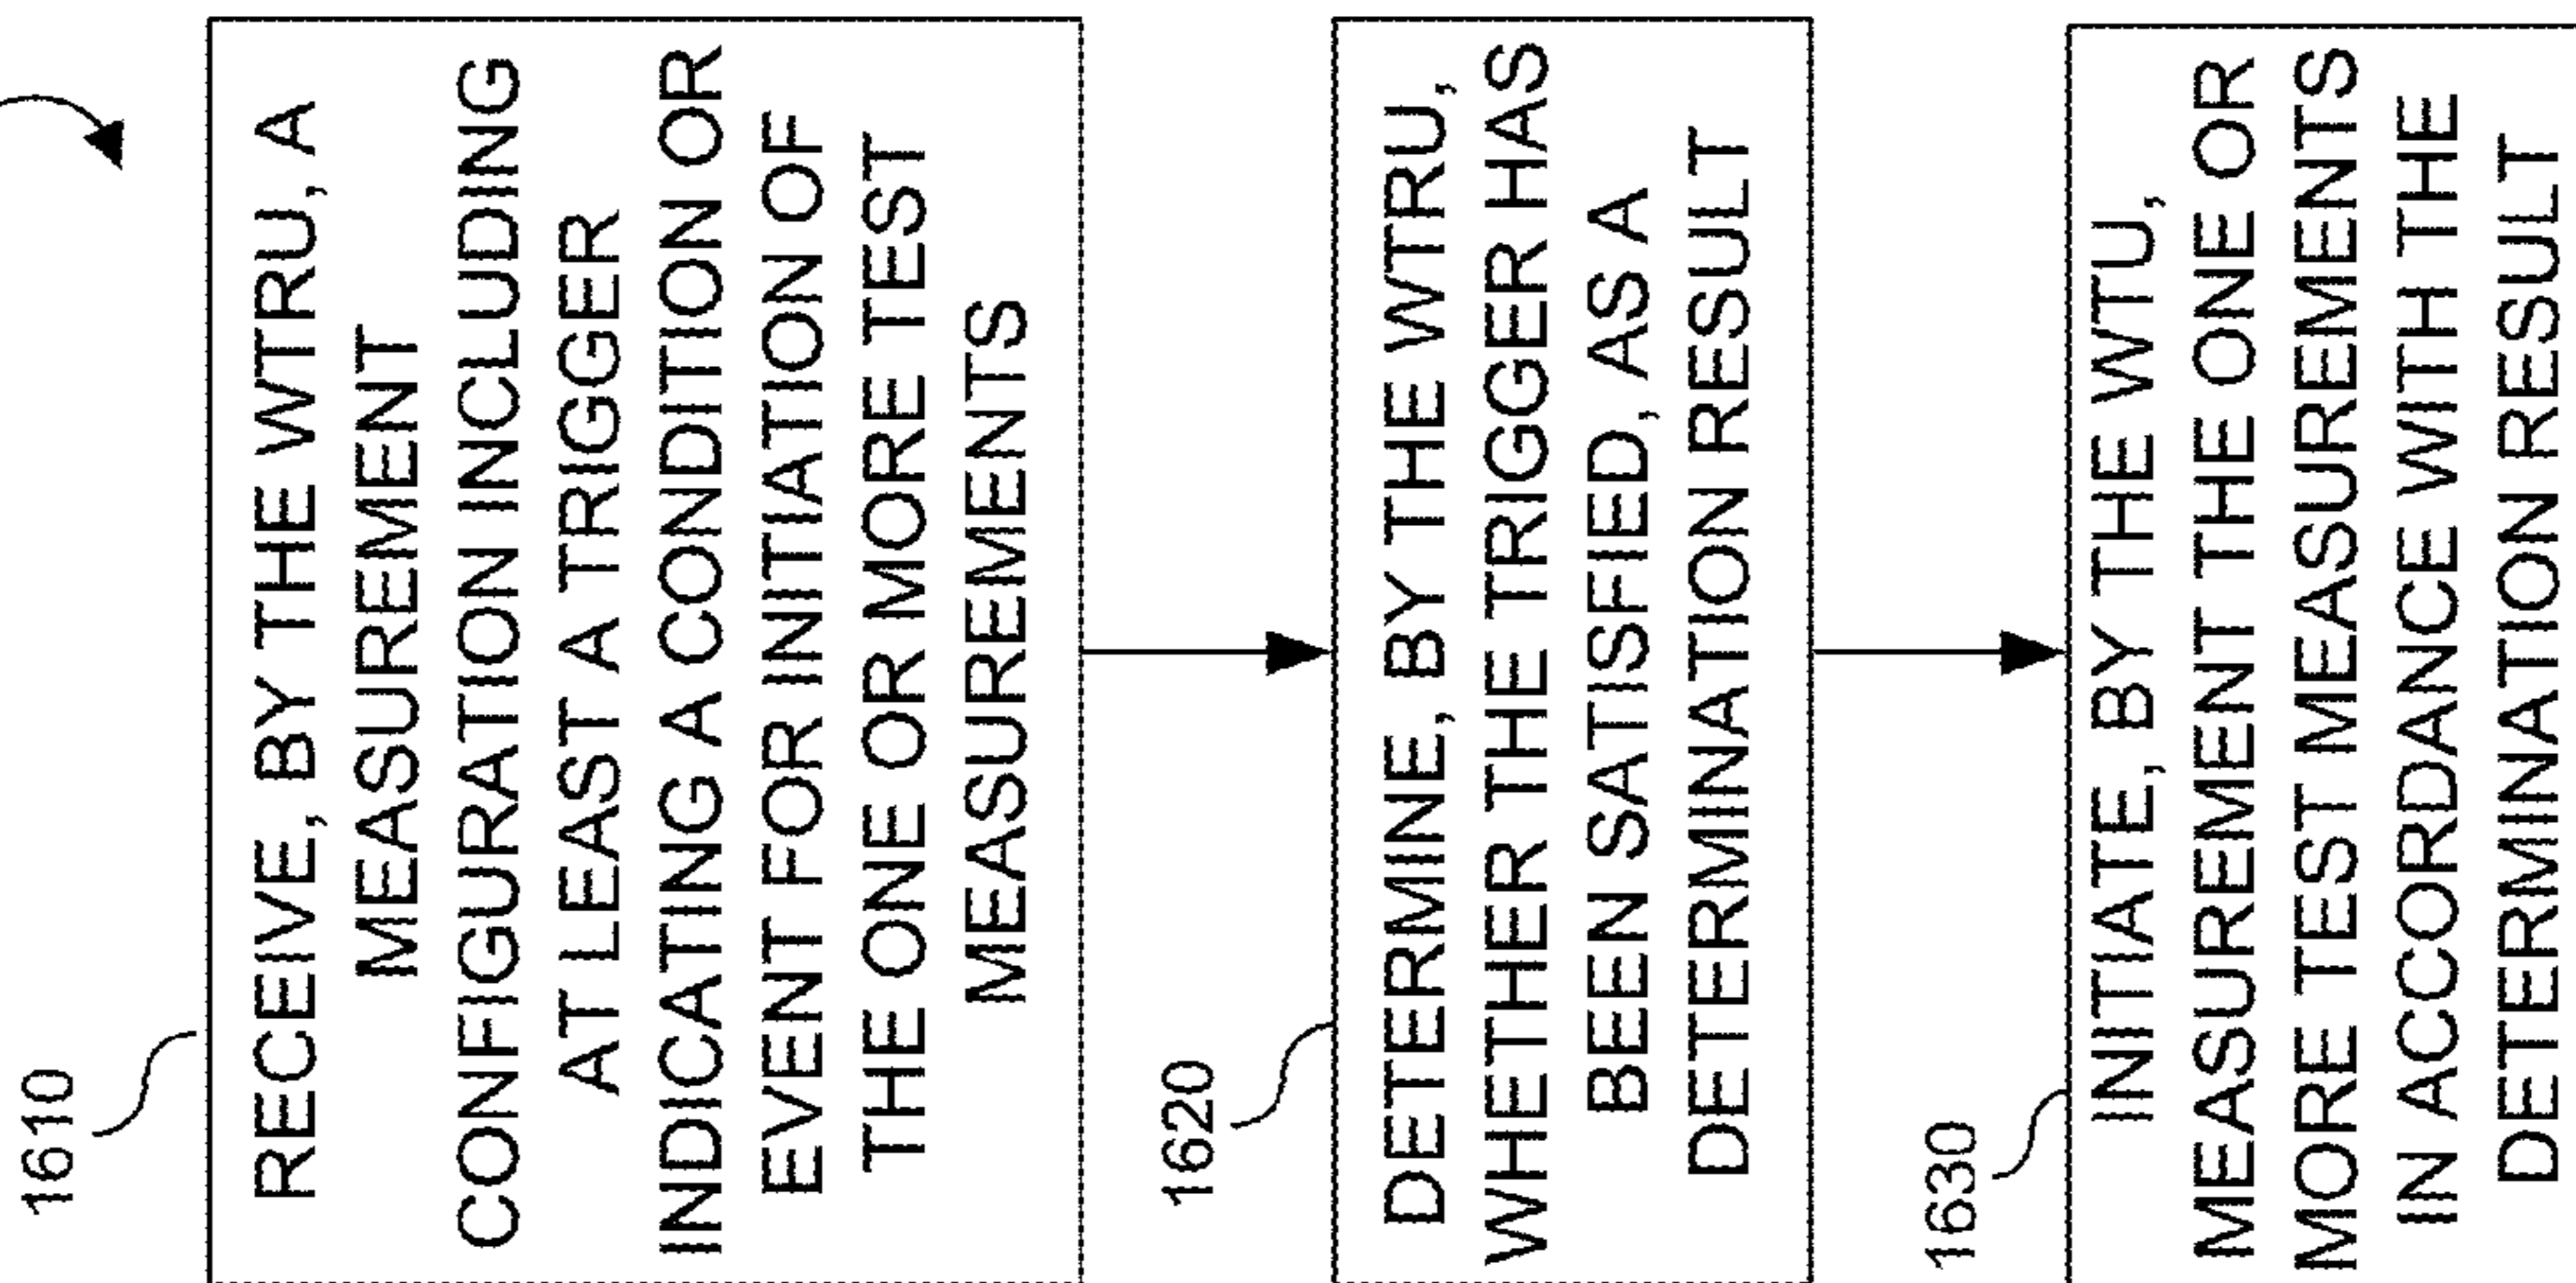 1610
RECEIVE, BY THE WTRU, A
MEASUREMENT
CONFIGURATION INCLUDING
AT LEAST A TRIGGER
INDICATING A CONDITION OR
EVENT FOR INITIATION OF
THE ONE OR MORE TEST
MEASUREMENTS
1620
DETERMINE, BY THE WTRU,
WHETHER THE TRIGGER HAS
BEEN SATISFIED, AS A
DETERMINATION RESULT
1630
INITIATE, BY THE WTU,
MEASUREMENT THE ONE OR
MORE TEST MEASUREMENTS
IN ACCORDANCE WITH THE
DETERMINATION RESULT